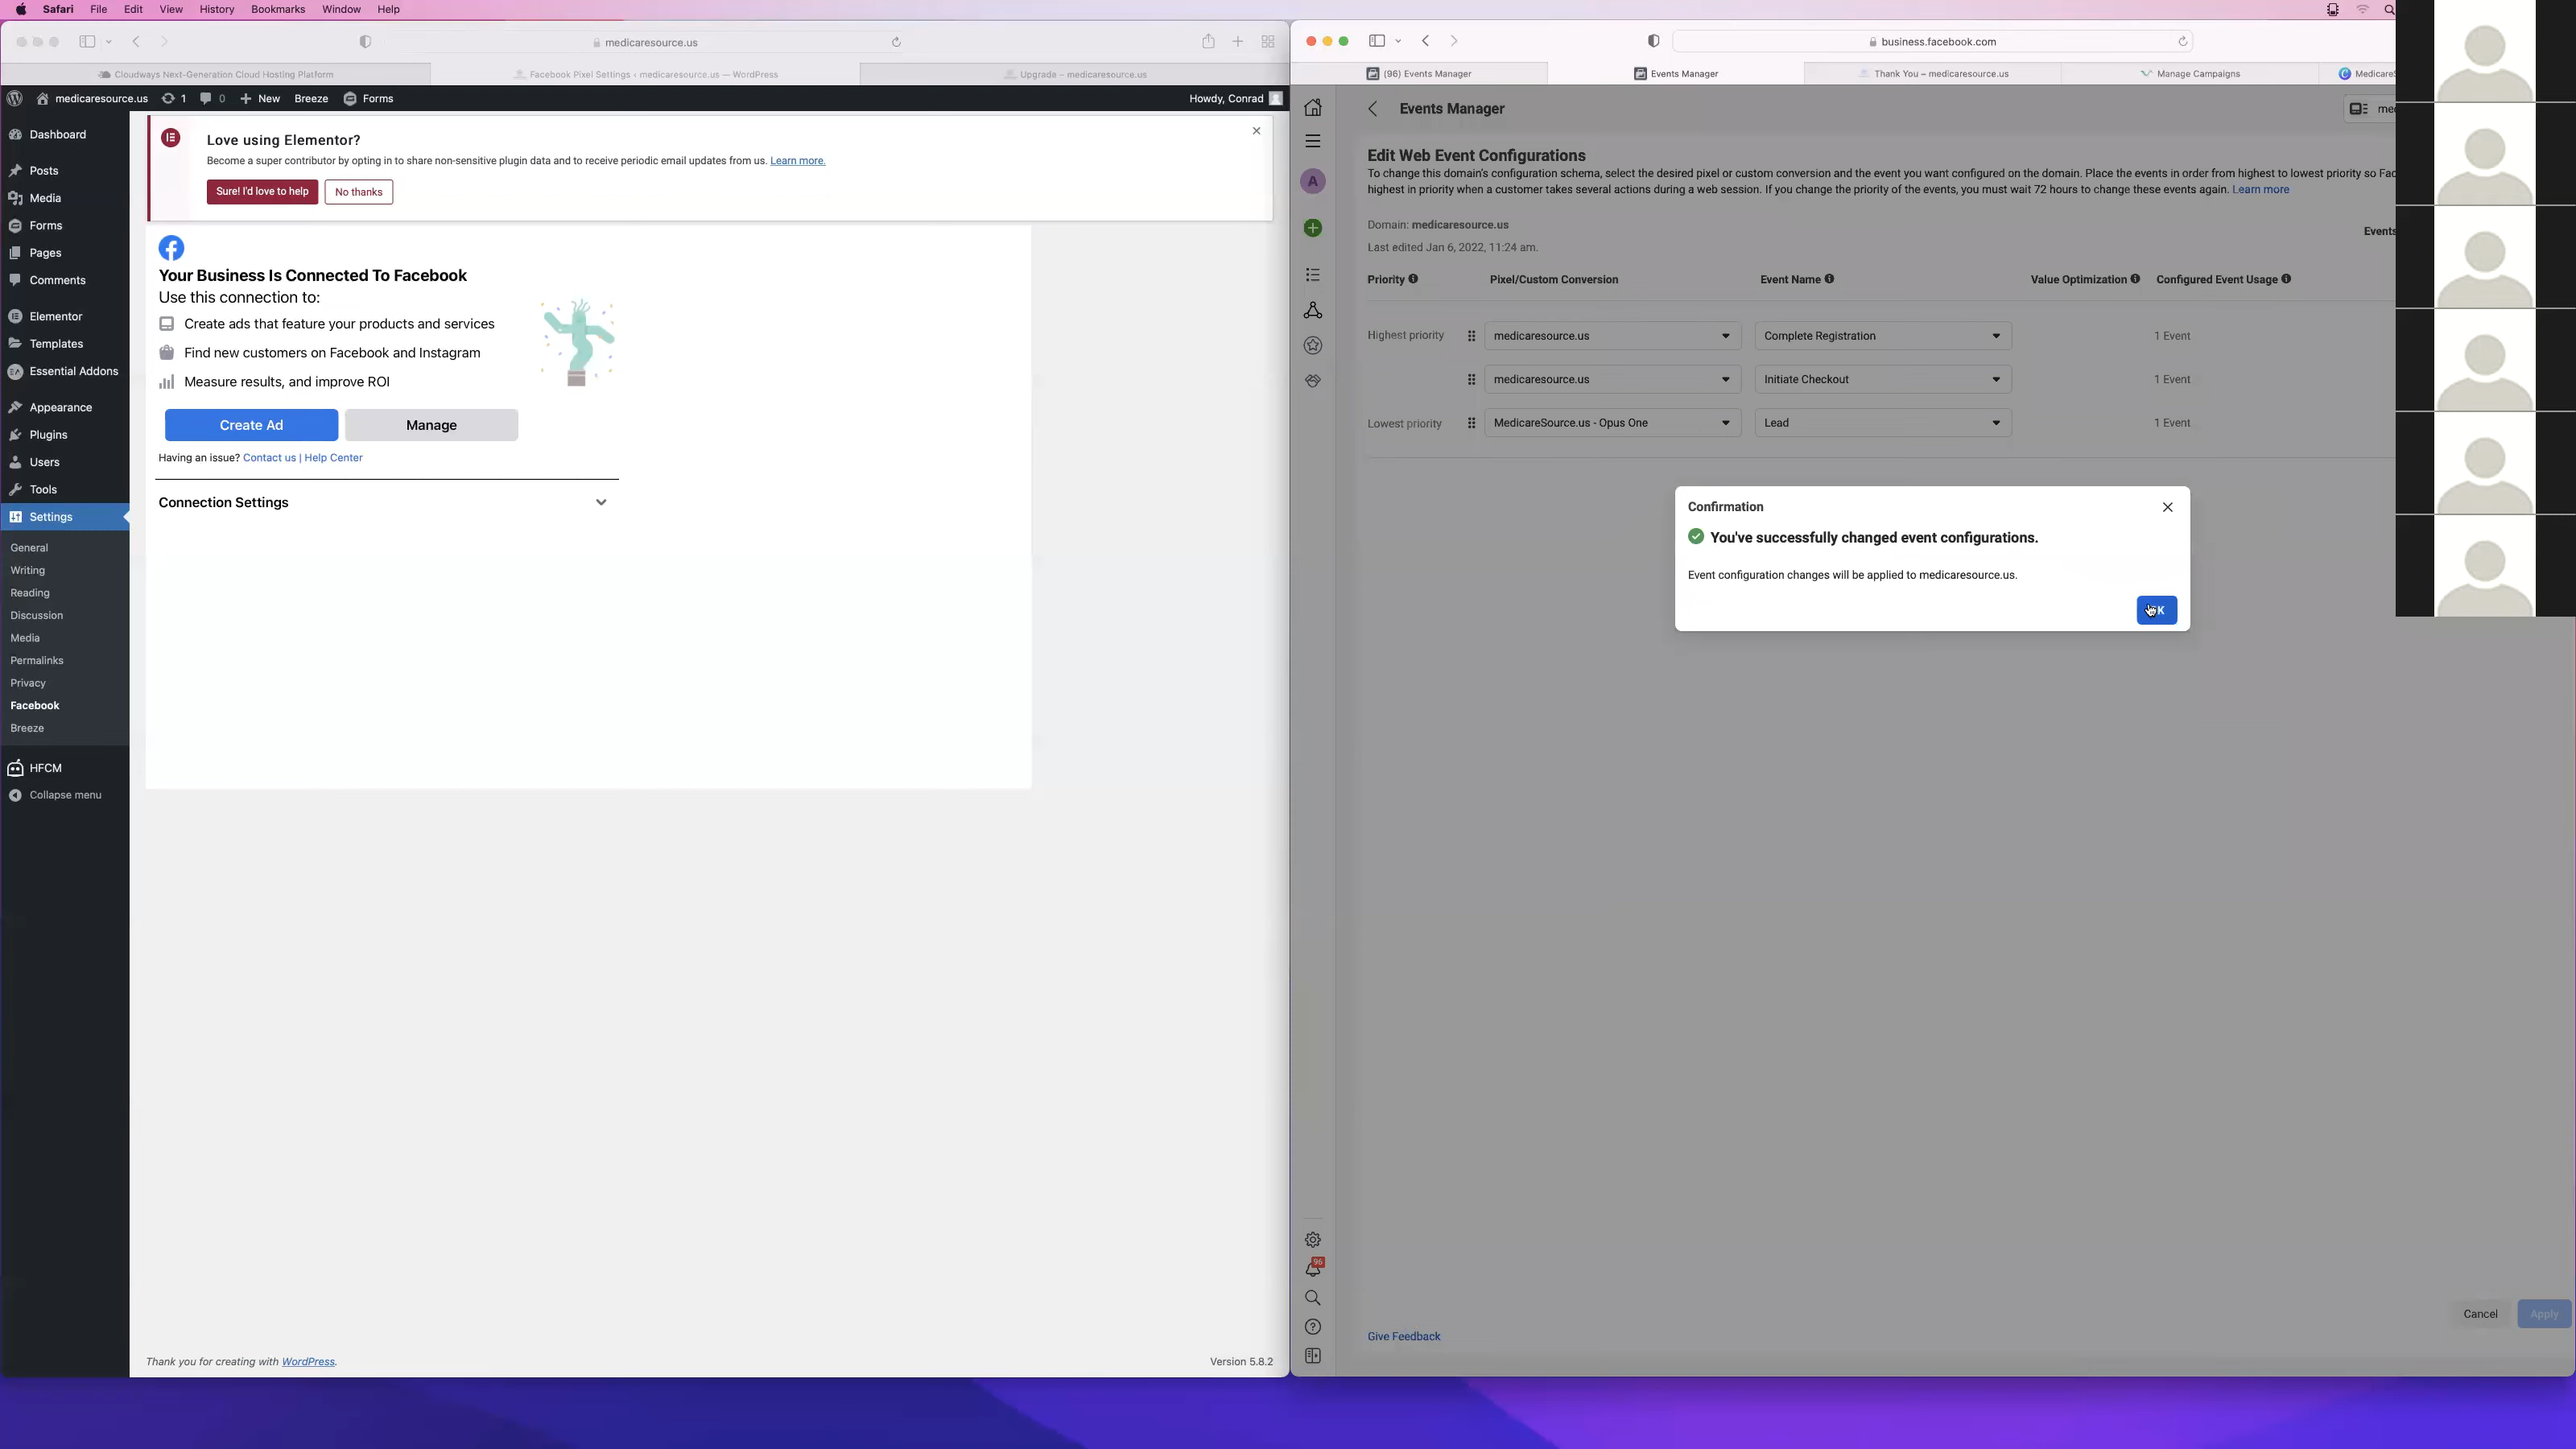 Safari File Edit View History Bookmarks Window Help
medicaresource.us
Cloudways Next-Generation Cloud Hosting Platform
Facebook Pixel Settings ‹ medicaresource.us — WordPress
Upgrade – medicaresource.us
medicaresource.us 1 0 New Breeze Forms
Howdy, Conrad
Dashboard
Posts
Media
Forms
Pages
Comments
Elementor
Templates
Essential Addons
Appearance
Plugins
Users
Tools
Settings
General
Writing
Reading
Discussion
Media
Permalinks
Privacy
Facebook
Breeze
HFCM
Collapse menu
Love using Elementor?
Become a super contributor by opting in to share non-sensitive plugin data and to receive periodic email updates from us. Learn more.
Sure! I'd love to help
No thanks
Your Business Is Connected To Facebook
Use this connection to:
Create ads that feature your products and services
Find new customers on Facebook and Instagram
Measure results, and improve ROI
Create Ad
Manage
Having an issue? Contact us | Help Center
Connection Settings
Thank you for creating with WordPress.
Version 5.8.2
business.facebook.com
(96) Events Manager
Events Manager
Thank You – medicaresource.us
Manage Campaigns
MedicareS
Events Manager
me
A
Edit Web Event Configurations
To change this domain's configuration schema, select the desired pixel or custom conversion and the event you want configured on the domain. Place the events in order from highest to lowest priority so Fac
highest in priority when a customer takes several actions during a web session. If you change the priority of the events, you must wait 72 hours to change these events again. Learn more
Domain: medicaresource.us
Events
Last edited Jan 6, 2022, 11:24 am.
Priority Pixel/Custom Conversion Event Name Value Optimization Configured Event Usage
Highest priority medicaresource.us Complete Registration 1 Event
medicaresource.us Initiate Checkout 1 Event
Lowest priority MedicareSource.us - Opus One Lead 1 Event
Confirmation
You've successfully changed event configurations.
Event configuration changes will be applied to medicaresource.us.
96
Cancel
Apply
Give Feedback